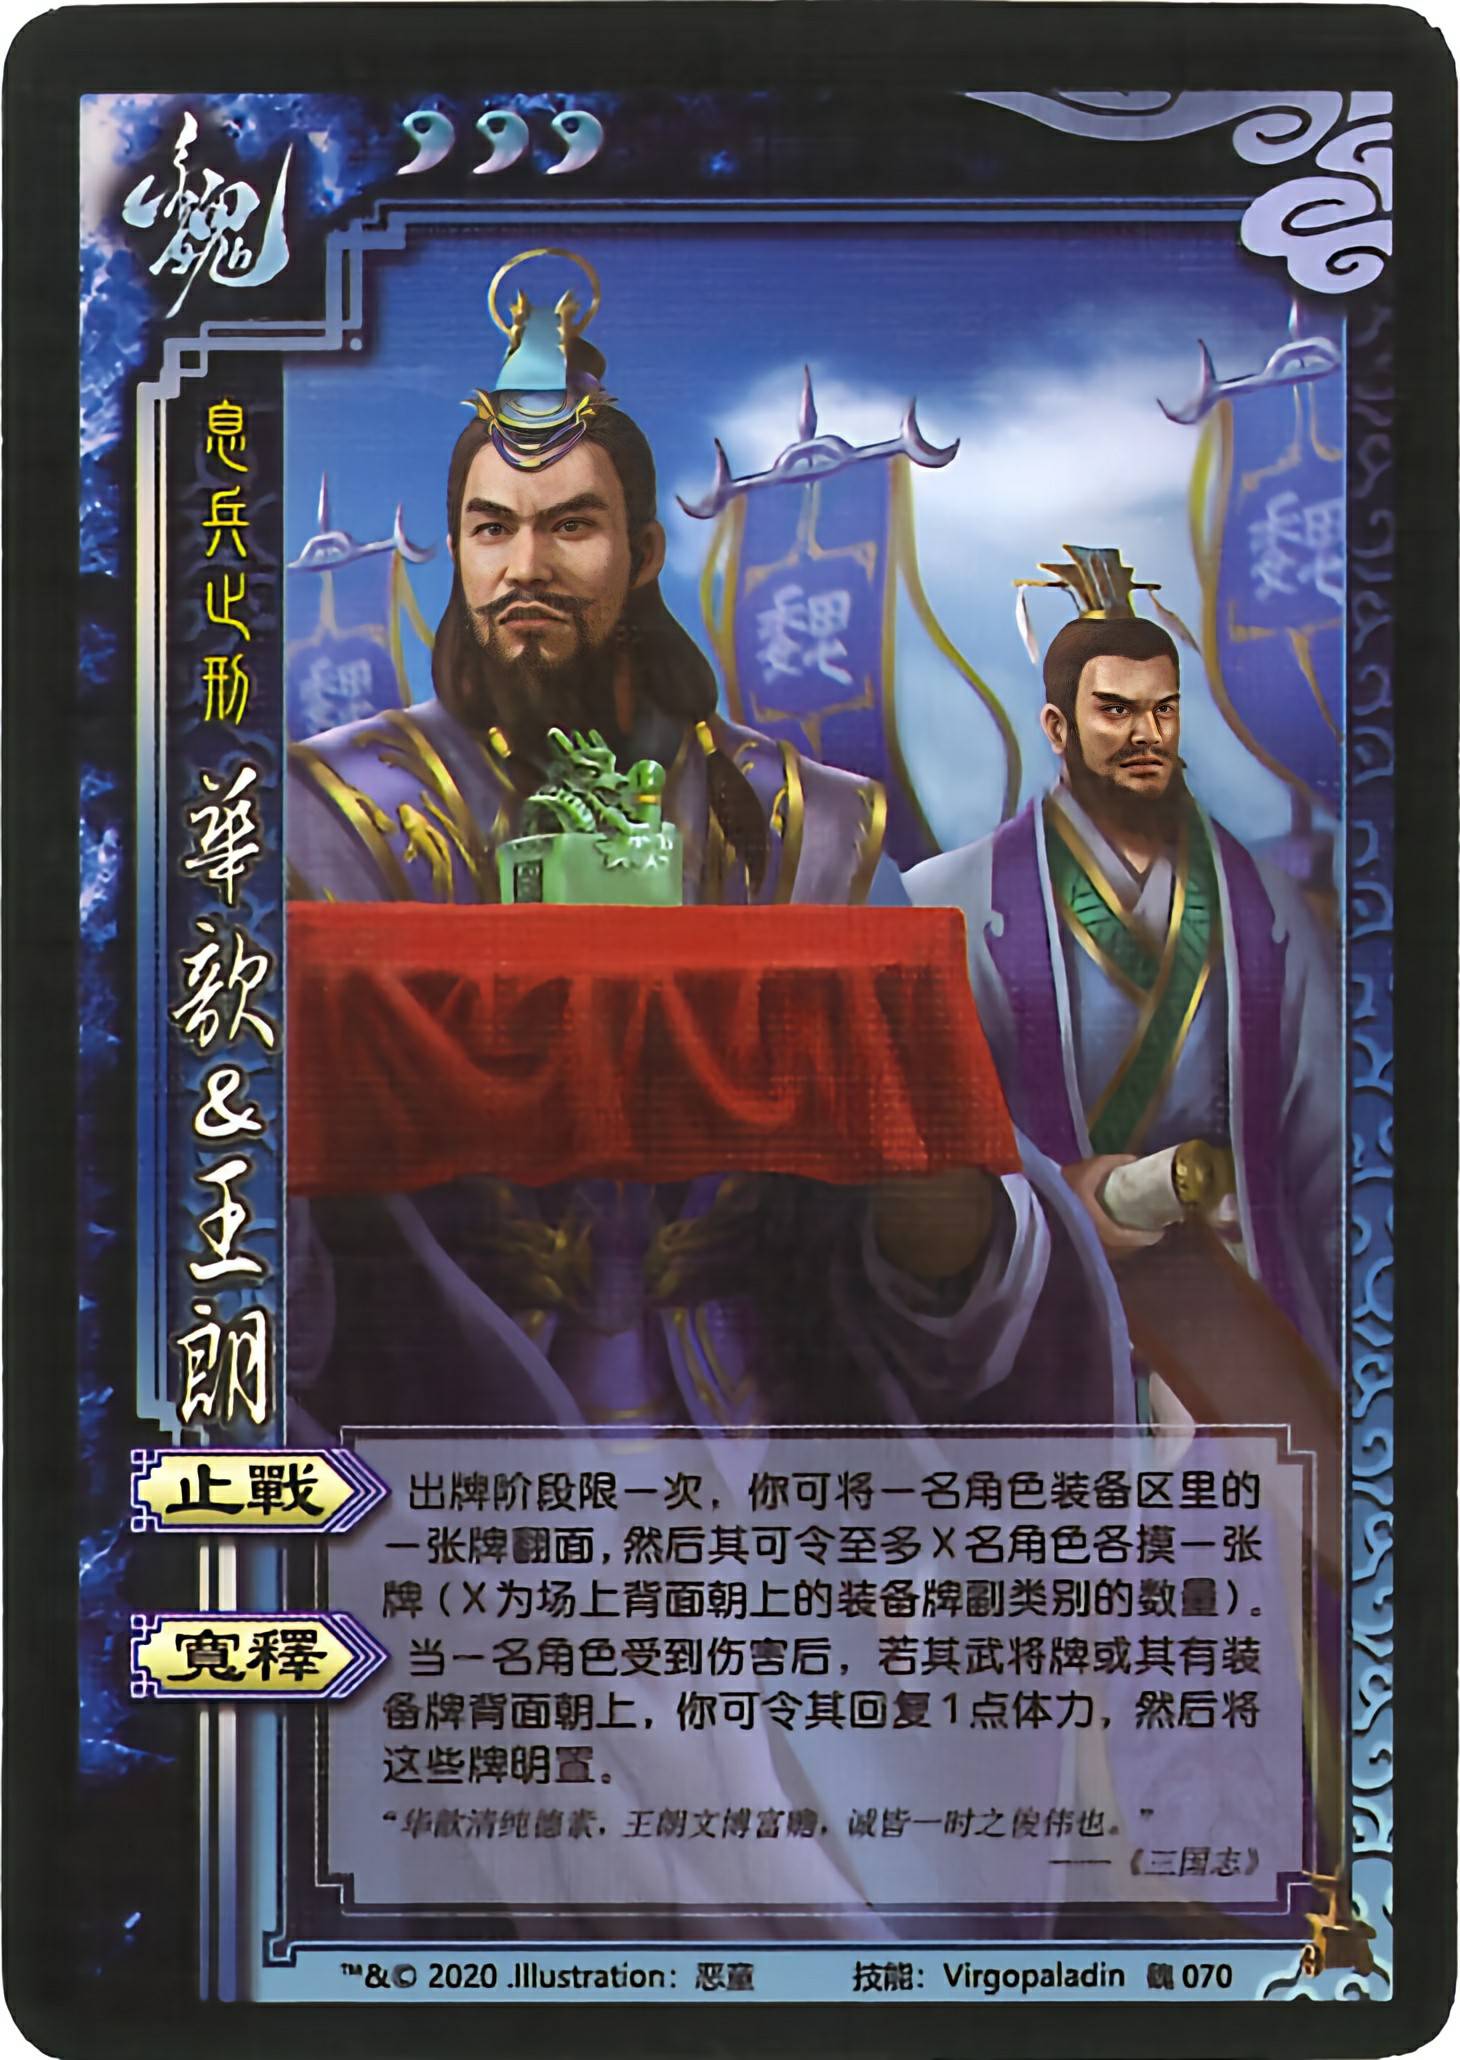 魏
息兵止刑
華歆&王朗
魏
魏
魏
止戰
出牌阶段限一次，你可将一名角色装备区里的
一张牌翻面，然后其可令至多X名角色各摸一张
牌（X为场上背面朝上的装备牌副类别的数量）。
寬釋
当一名角色受到伤害后，若其武将牌或其有装
备牌背面朝上，你可令其回复1点体力，然后将
这些牌明置。
“华歆清纯德素，王朗文博富赡，诚皆一时之俊伟也。”
——《三国志》
™&© 2020 .Illustration：恶童 技能：Virgopaladin 魏 070